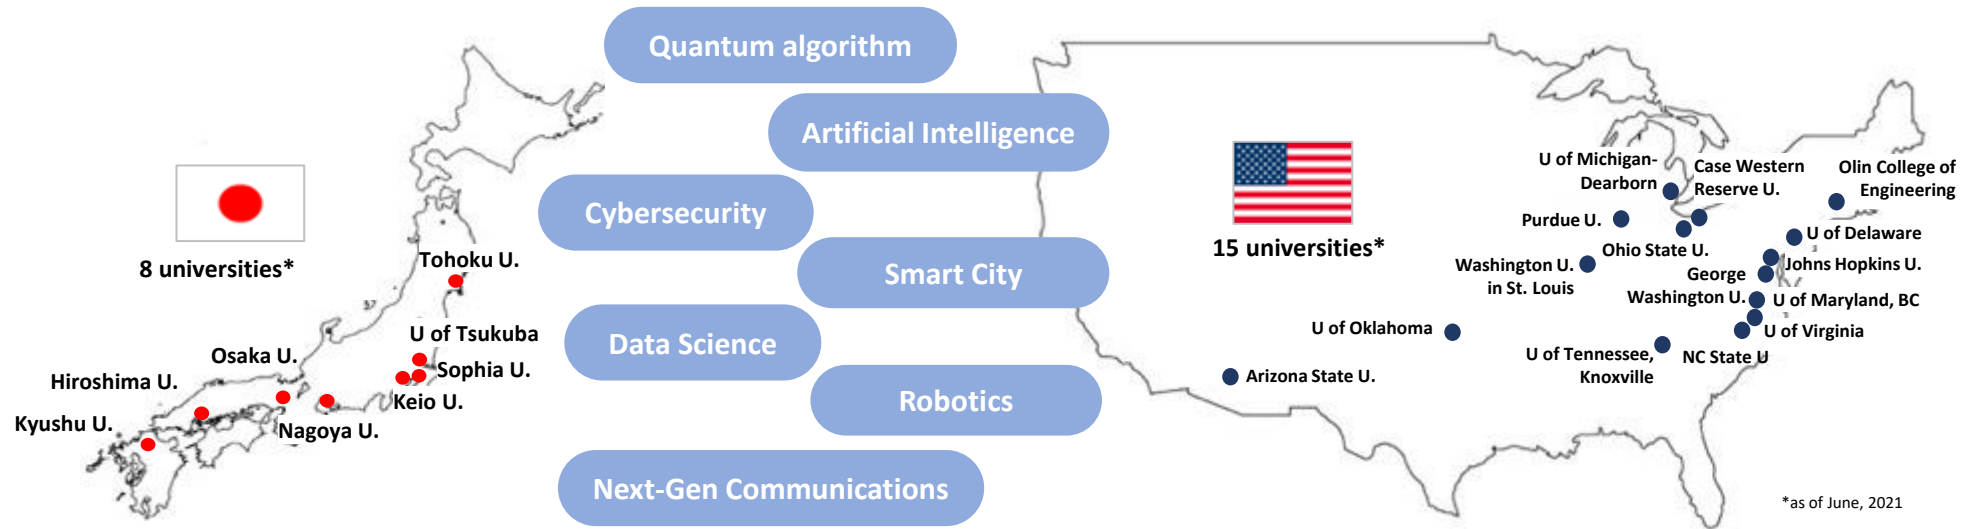 Quantum algorithm
Artificial Intelligence
Cybersecurity
Smart City
Data Science
Robotics
Next-Gen Communications
8 universities*
Tohoku U.
U of Tsukuba
Sophia U.
Keio U.
Osaka U.
Nagoya U.
Hiroshima U.
Kyushu U.
15 universities*
U of Michigan-
Dearborn
Case Western
Reserve U.
Olin College of
Engineering
Purdue U.
Ohio State U.
U of Delaware
Washington U.
in St. Louis
Johns Hopkins U.
George
Washington U.
U of Maryland, BC
U of Virginia
U of Oklahoma
U of Tennessee,
Knoxville
NC State U
Arizona State U.
*as of June, 2021